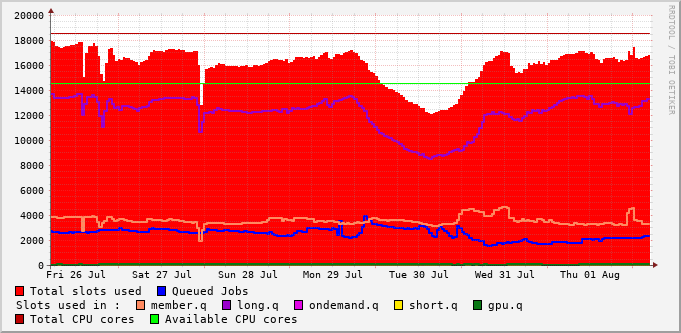 20000
18000
16000
14000
12000
10000
8000
6000
4000
2000
0
Fri 26 Jul Sat 27 Jul Sun 28 Jul Mon 29 Jul Tue 30 Jul Wed 31 Jul Thu 01 Aug
Total slots used Queued Jobs
Slots used in : member.q long.q ondemand.q short.q gpu.q
Total CPU cores Available CPU cores
RRDTOOL / TOBI OETIKER